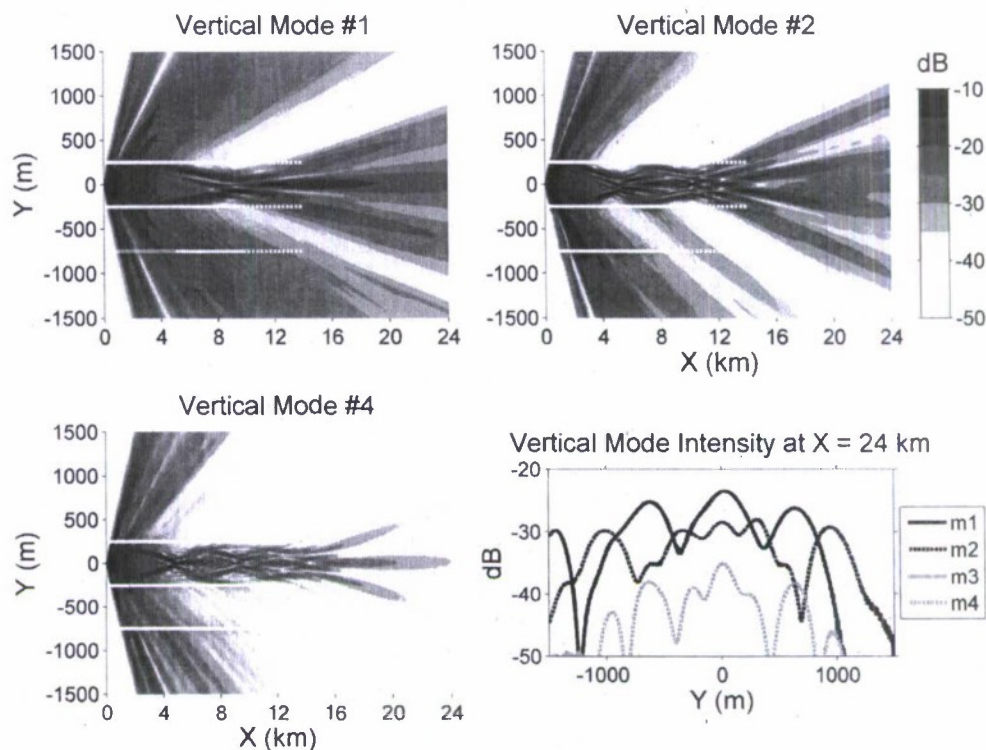 Vertical Mode #1
Vertical Mode #2
dB
1500
1000
500
0
-500
-1000
-1500
Y (m)
0 4 8 12 16 20 24
1500
1000
500
0
-500
-1000
-1500
0 4 8 12 16 20 24
X (km)
-10
-20
-30
-40
-50
Vertical Mode #4
1500
1000
500
0
-500
-1000
-1500
Y (m)
0 4 8 12 16 20 24
X (km)
Vertical Mode Intensity at X = 24 km
-20
-30
-40
-50
dB
-1000 0 1000
Y (m)
m1
m2
m3
m4